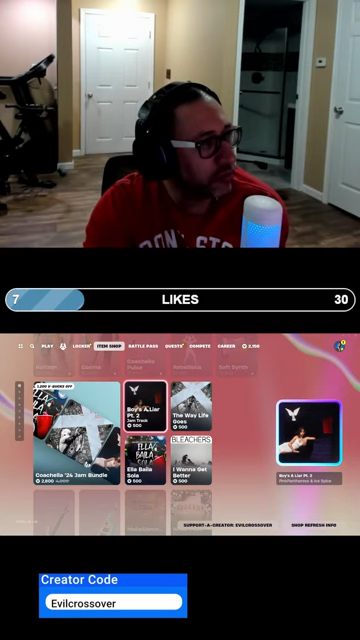 7 LIKES 30
PLAY LOCKER ITEM SHOP BATTLE PASS QUESTS COMPETE CAREER 2,150
1,200 V-BUCKS OFF
Coachella '24 Jam Bundle
2,800
Boy's A Liar
Pt. 2
Jam Track
500
The Way Life
Goes
500
Ella Baila
Sola
500
BLEACHERS
I Wanna Get
Better
500
Boy's A Liar Pt. 2
PinkPantheress & Ice Spice
SUPPORT-A-CREATOR: EVILCROSSOVER
SHOP REFRESH INFO
Creator Code
Evilcrossover